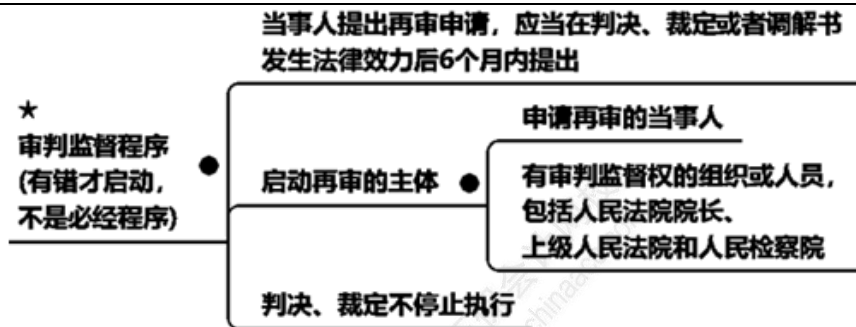 当事人提出再审申请，应当在判决、裁定或者调解书
发生法律效力后6个月内提出
★
审判监督程序
(有错才启动，
不是必经程序)
启动再审的主体
申请再审的当事人
有审判监督权的组织或人员，
包括人民法院院长、
上级人民法院和人民检察院
判决、裁定不停止执行